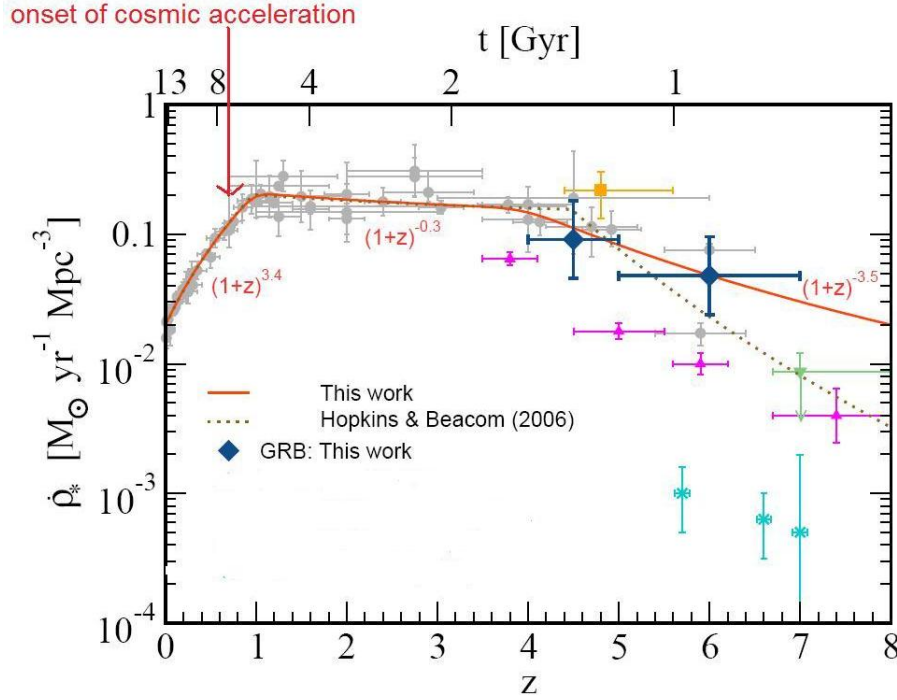 onset of cosmic acceleration
t [Gyr]
13 8 4 2 1
1
0.1
10⁻²
10⁻³
10⁻⁴
ρ̇* [M⊙ yr⁻¹ Mpc⁻³]
(1+z)³·⁴
(1+z)⁻⁰·³
(1+z)⁻³·⁵
This work
Hopkins & Beacom (2006)
GRB: This work
0 1 2 3 4 5 6 7 8
z